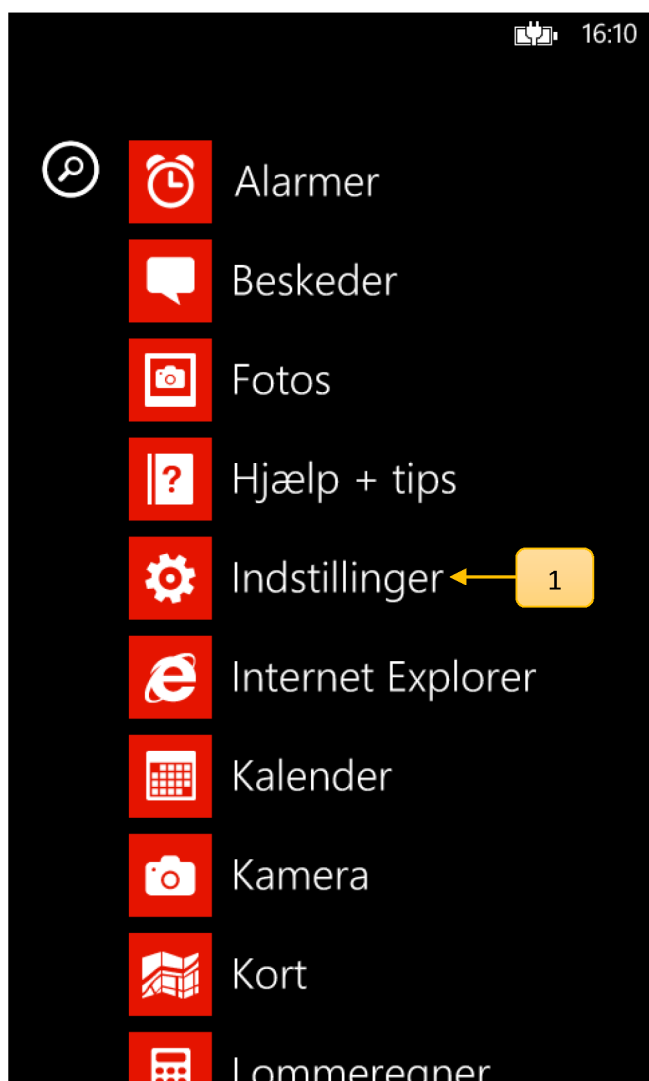 16:10
Alarmer
Beskeder
Fotos
Hjælp + tips
Indstillinger 1
Internet Explorer
Kalender
Kamera
Kort
Lommeregner